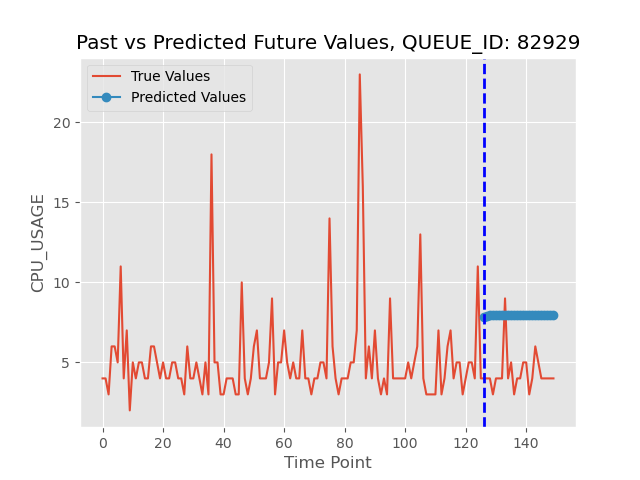 Past vs Predicted Future Values, QUEUE_ID: 82929
True Values
Predicted Values
CPU_USAGE
20
15
10
5
0 20 40 60 80 100 120 140
Time Point